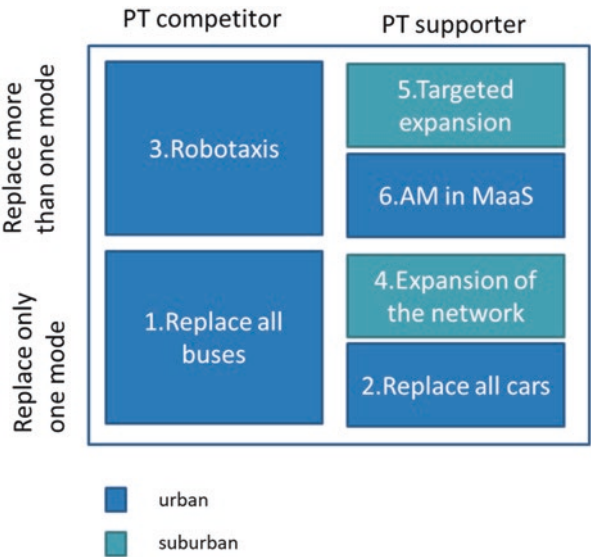 PT competitor
PT supporter
Replace more
than one mode
3.Robotaxis
5.Targeted
expansion
6.AM in MaaS
Replace only
one mode
1.Replace all
buses
4.Expansion of
the network
2.Replace all cars
urban
suburban